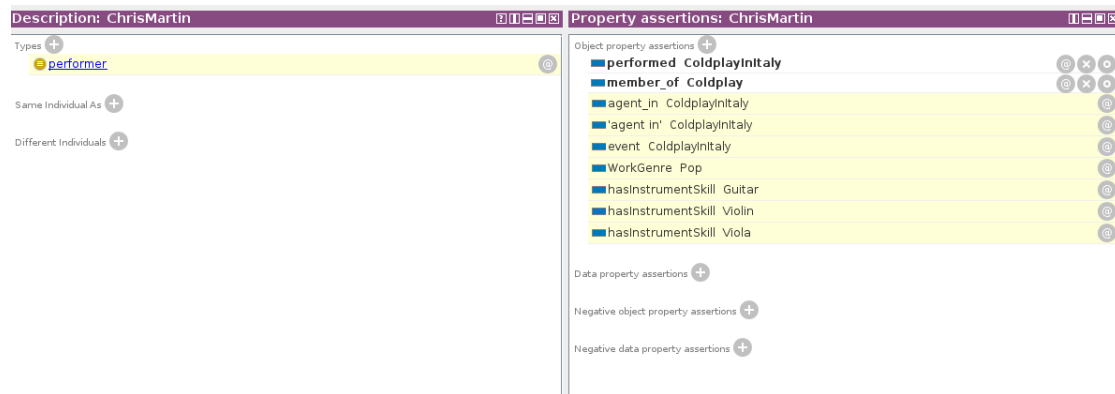 Description: ChrisMartin
Types
performer
Same Individual As
Different Individuals
Property assertions: ChrisMartin
Object property assertions
performed ColdplayInItaly
member_of Coldplay
agent_in ColdplayInItaly
'agent in' ColdplayInItaly
event ColdplayInItaly
WorkGenre Pop
hasInstrumentSkill Guitar
hasInstrumentSkill Violin
hasInstrumentSkill Viola
Data property assertions
Negative object property assertions
Negative data property assertions